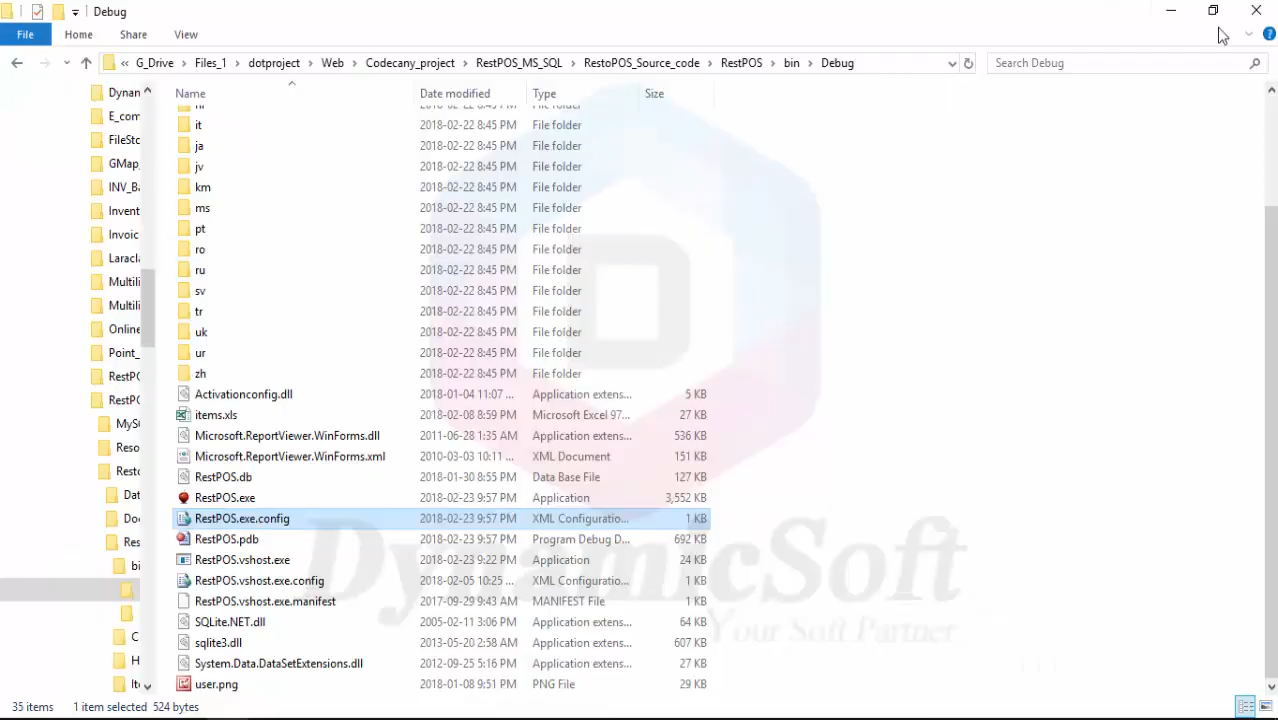 Debug
File Home Share View
« G_Drive › Files_1 › dotproject › Web › Codecany_project › RestPOS_MS_SQL › RestoPOS_Source_code › RestPOS › bin › Debug
Search Debug
Name Date modified Type Size
Dynan
E_com
FileSto
GMap_
INV_Ba
Invent
Invoic
Laracla
Multili
Multili
Online
Point_
RestPO
RestPO
MyS
Reso
Resto
Dat
Do
Res
bi
C
H
Ite
it 2018-02-22 8:45 PM File folder
ja 2018-02-22 8:45 PM File folder
jv 2018-02-22 8:45 PM File folder
km 2018-02-22 8:45 PM File folder
ms 2018-02-22 8:45 PM File folder
pt 2018-02-22 8:45 PM File folder
ro 2018-02-22 8:45 PM File folder
ru 2018-02-22 8:45 PM File folder
sv 2018-02-22 8:45 PM File folder
tr 2018-02-22 8:45 PM File folder
uk 2018-02-22 8:45 PM File folder
ur 2018-02-22 8:45 PM File folder
zh 2018-02-22 8:45 PM File folder
Activationconfig.dll 2018-01-04 11:07 ... Application extens... 5 KB
items.xls 2018-02-08 8:59 PM Microsoft Excel 97... 27 KB
Microsoft.ReportViewer.WinForms.dll 2011-06-28 1:35 AM Application extens... 536 KB
Microsoft.ReportViewer.WinForms.xml 2010-03-03 10:11 ... XML Document 151 KB
RestPOS.db 2018-01-30 8:55 PM Data Base File 127 KB
RestPOS.exe 2018-02-23 9:57 PM Application 3,552 KB
RestPOS.exe.config 2018-02-23 9:57 PM XML Configuratio... 1 KB
RestPOS.pdb 2018-02-23 9:57 PM Program Debug D... 692 KB
RestPOS.vshost.exe 2018-02-23 9:22 PM Application 24 KB
RestPOS.vshost.exe.config 2018-02-05 10:25 ... XML Configuratio... 1 KB
RestPOS.vshost.exe.manifest 2017-09-29 9:43 AM MANIFEST File 1 KB
SQLite.NET.dll 2005-02-11 3:06 PM Application extens... 64 KB
sqlite3.dll 2013-05-20 2:58 AM Application extens... 607 KB
System.Data.DataSetExtensions.dll 2012-09-25 5:16 PM Application extens... 27 KB
user.png 2018-01-08 9:51 PM PNG File 29 KB
DynamicSoft
Your Soft Partner
35 items 1 item selected 524 bytes